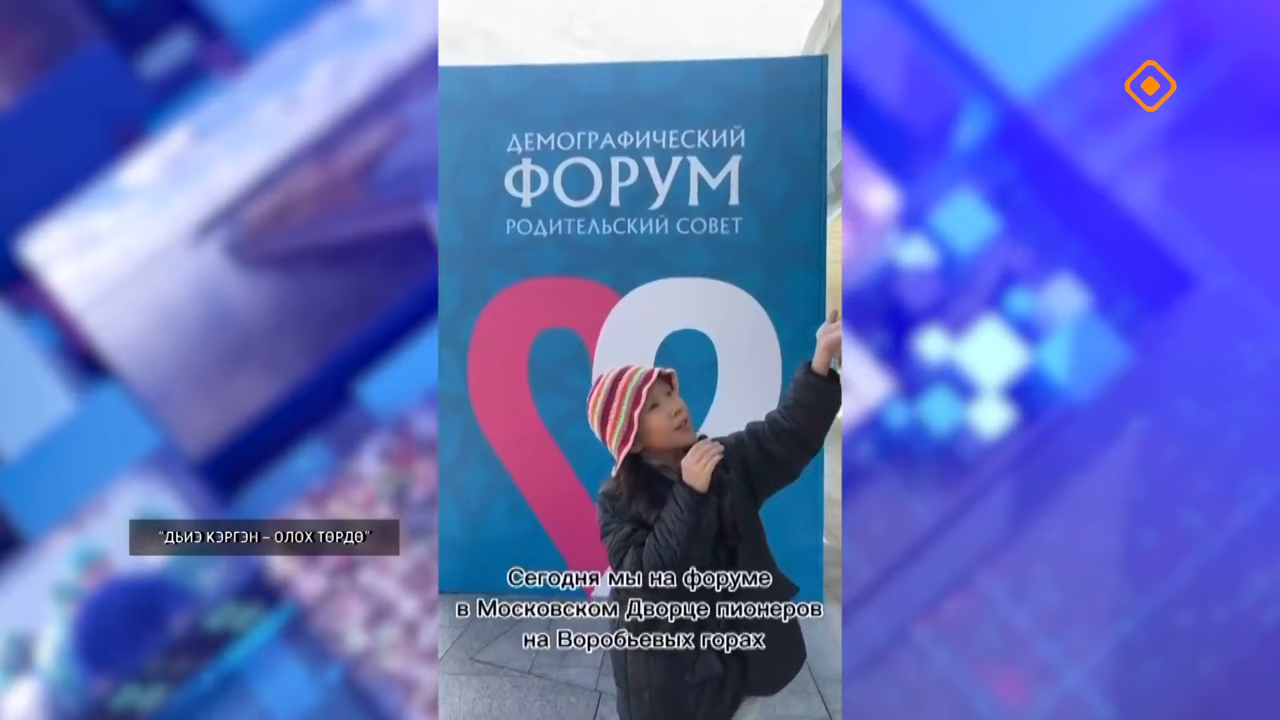 ДЕМОГРАФИЧЕСКИЙ
ФОРУМ
РОДИТЕЛЬСКИЙ СОВЕТ
"ДЬИЭ КЭРГЭН – ОЛОХ ТӨРДӨ"
Сегодня мы на форуме
в Московском Дворце пионеров
на Воробьевых горах